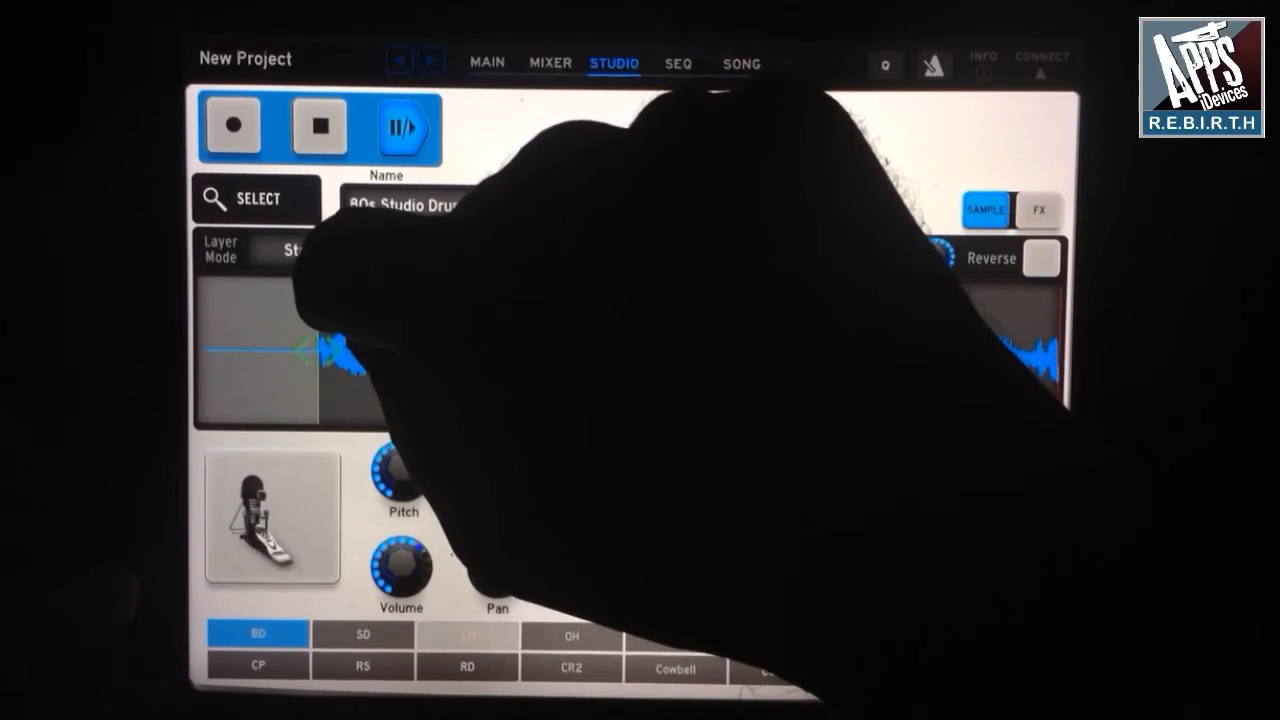 New Project
MAIN MIXER STUDIO SEQ SONG
Q
INFO
CONNECT
APPS
iDevices
R.E.B.I.R.T.H
Name
SELECT
80s Studio
SAMPLE
FX
Layer
Mode
Reverse
Pitch
Volume
Pan
BD SD CH OH
CP RS RD CR2 Cowbell